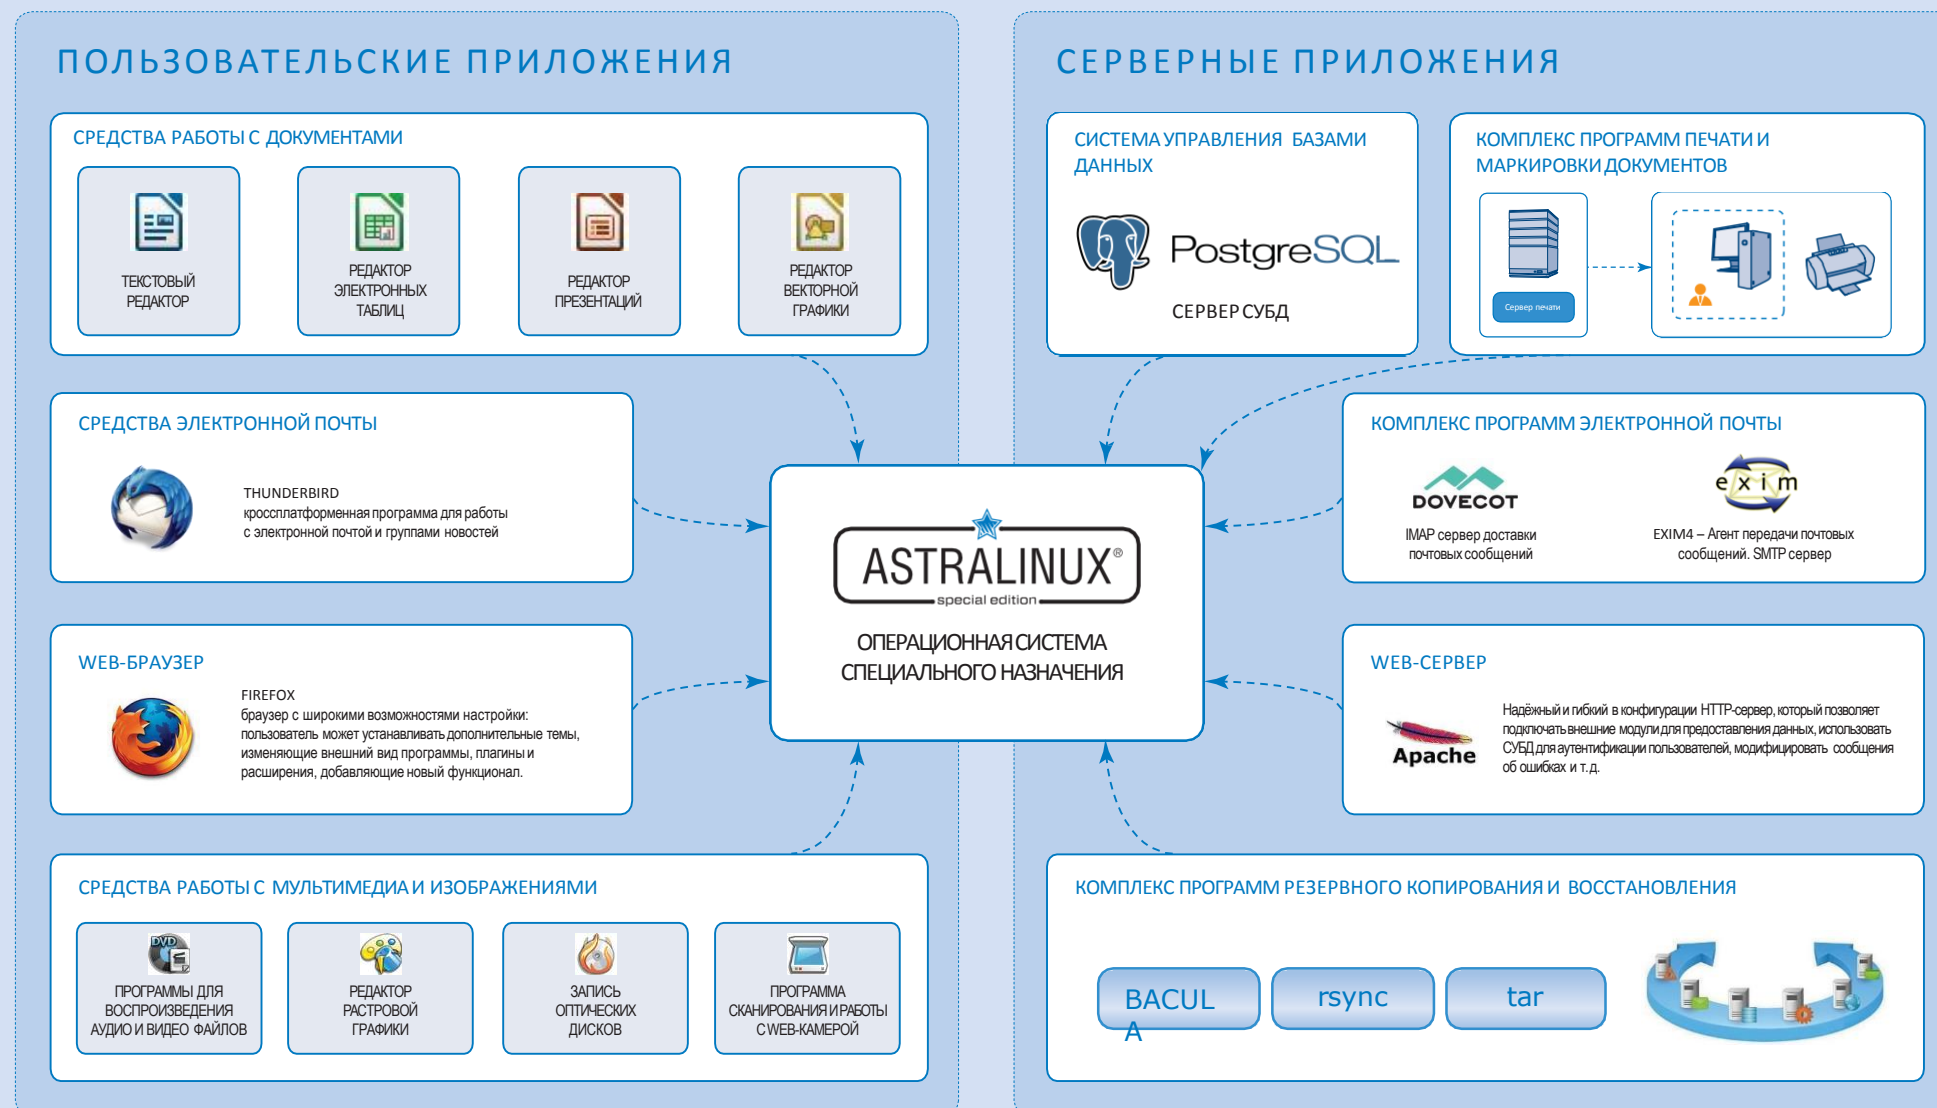 ПОЛЬЗОВАТЕЛЬСКИЕ ПРИЛОЖЕНИЯ
СРЕДСТВА РАБОТЫ С ДОКУМЕНТАМИ
ТЕКСТОВЫЙ
РЕДАКТОР
РЕДАКТОР
ЭЛЕКТРОННЫХ
ТАБЛИЦ
РЕДАКТОР
ПРЕЗЕНТАЦИЙ
РЕДАКТОР
ВЕКТОРНОЙ
ГРАФИКИ
СРЕДСТВА ЭЛЕКТРОННОЙ ПОЧТЫ
THUNDERBIRD
кроссплатформенная программа для работы
с электронной почтой и группами новостей
WEB-БРАУЗЕР
FIREFOX
браузер с широкими возможностями настройки:
пользователь может устанавливать дополнительные темы,
изменяющие внешний вид программы, плагины и
расширения, добавляющие новый функционал.
СРЕДСТВА РАБОТЫ С МУЛЬТИМЕДИА И ИЗОБРАЖЕНИЯМИ
DVD
ПРОГРАММЫ ДЛЯ
ВОСПРОИЗВЕДЕНИЯ
АУДИО И ВИДЕО ФАЙЛОВ
РЕДАКТОР
РАСТРОВОЙ
ГРАФИКИ
ЗАПИСЬ
ОПТИЧЕСКИХ
ДИСКОВ
ПРОГРАММА
СКАНИРОВАНИЯ И РАБОТЫ
С WEB-КАМЕРОЙ
ASTRALINUX®
special edition
ОПЕРАЦИОННАЯ СИСТЕМА
СПЕЦИАЛЬНОГО НАЗНАЧЕНИЯ
СЕРВЕРНЫЕ ПРИЛОЖЕНИЯ
СИСТЕМА УПРАВЛЕНИЯ БАЗАМИ
ДАННЫХ
PostgreSQL
СЕРВЕР СУБД
КОМПЛЕКС ПРОГРАММ ПЕЧАТИ И
МАРКИРОВКИ ДОКУМЕНТОВ
Сервер печати
КОМПЛЕКС ПРОГРАММ ЭЛЕКТРОННОЙ ПОЧТЫ
DOVECOT
IMAP сервер доставки
почтовых сообщений
exim
EXIM4 – Агент передачи почтовых
сообщений. SMTP сервер
WEB-СЕРВЕР
Apache
Надёжный и гибкий в конфигурации HTTP-сервер, который позволяет
подключать внешние модули для предоставления данных, использовать
СУБД для аутентификации пользователей, модифицировать сообщения
об ошибках и т. д.
КОМПЛЕКС ПРОГРАММ РЕЗЕРВНОГО КОПИРОВАНИЯ И ВОССТАНОВЛЕНИЯ
BACUL
A
rsync
tar